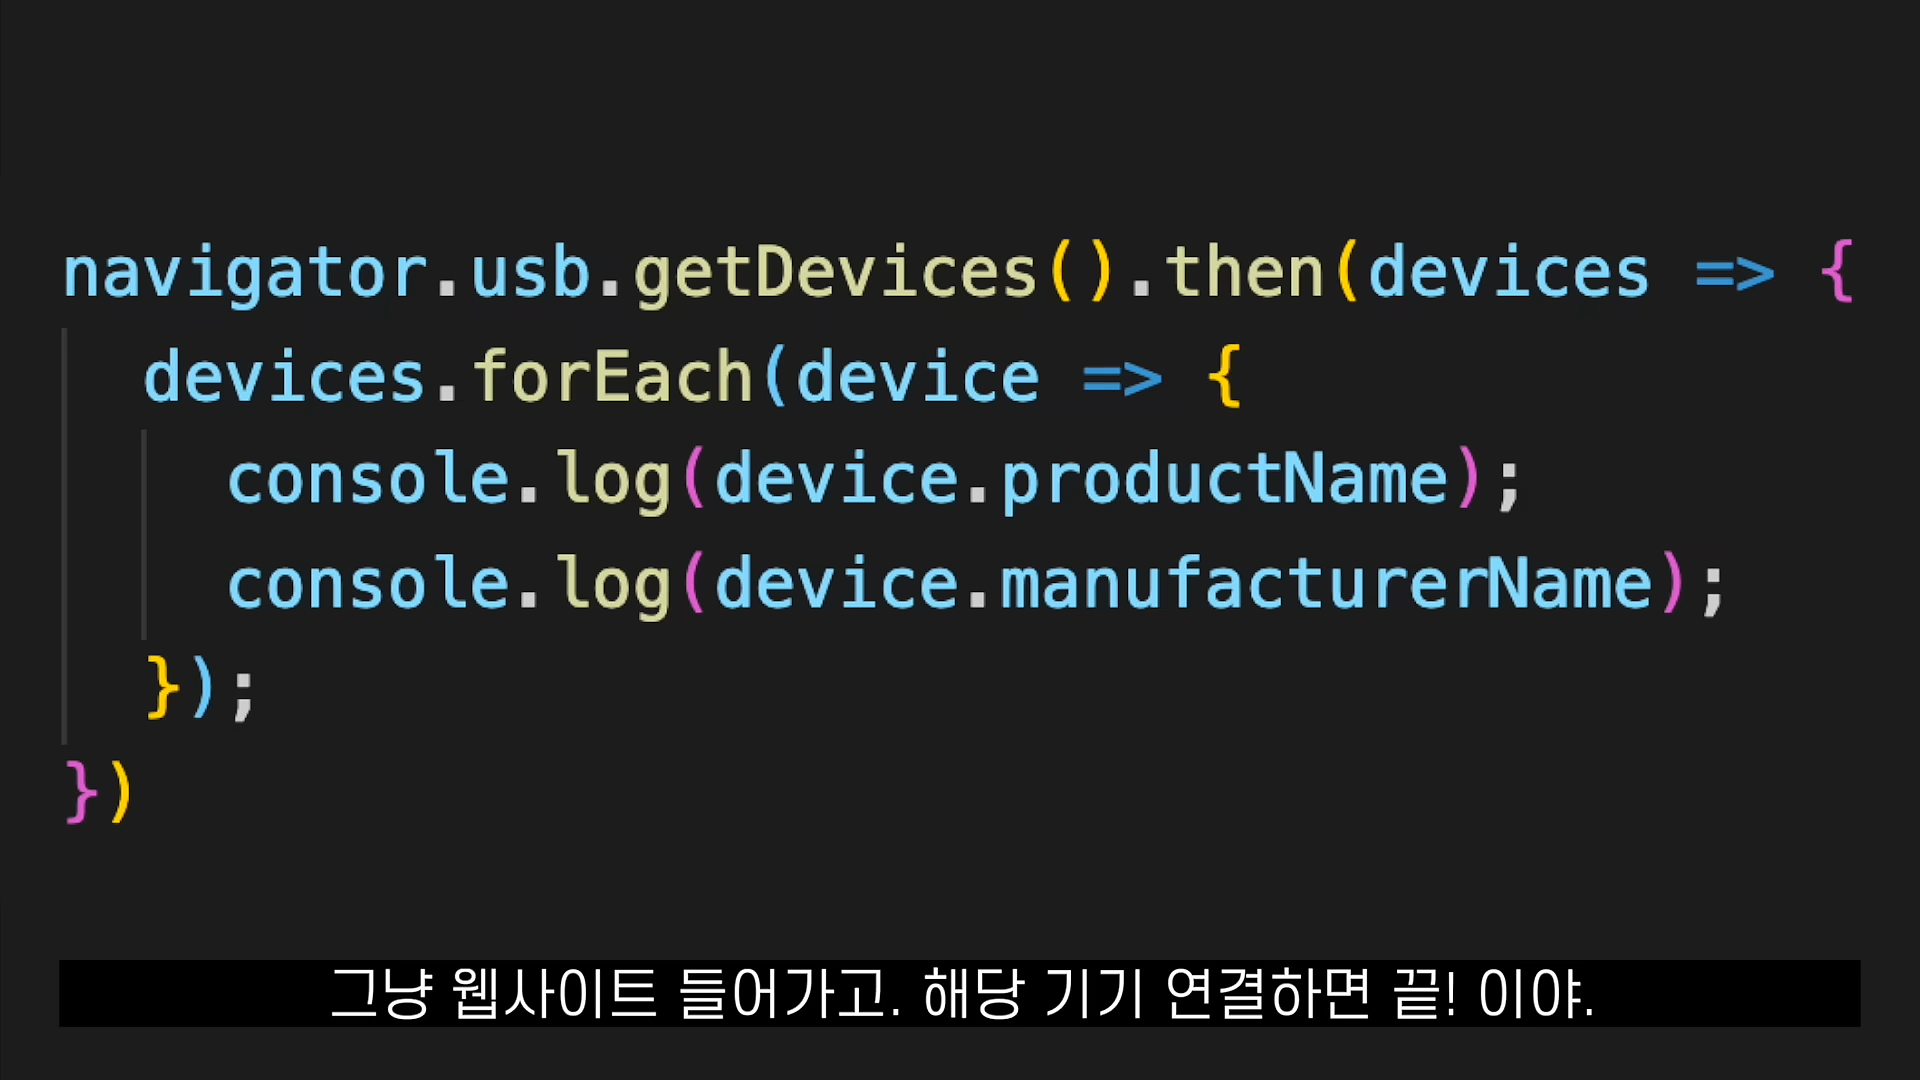 navigator.usb.getDevices().then(devices => {
  devices.forEach(device => {
    console.log(device.productName);
    console.log(device.manufacturerName);
  });
})
그냥 웹사이트 들어가고. 해당 기기 연결하면 끝! 이야.